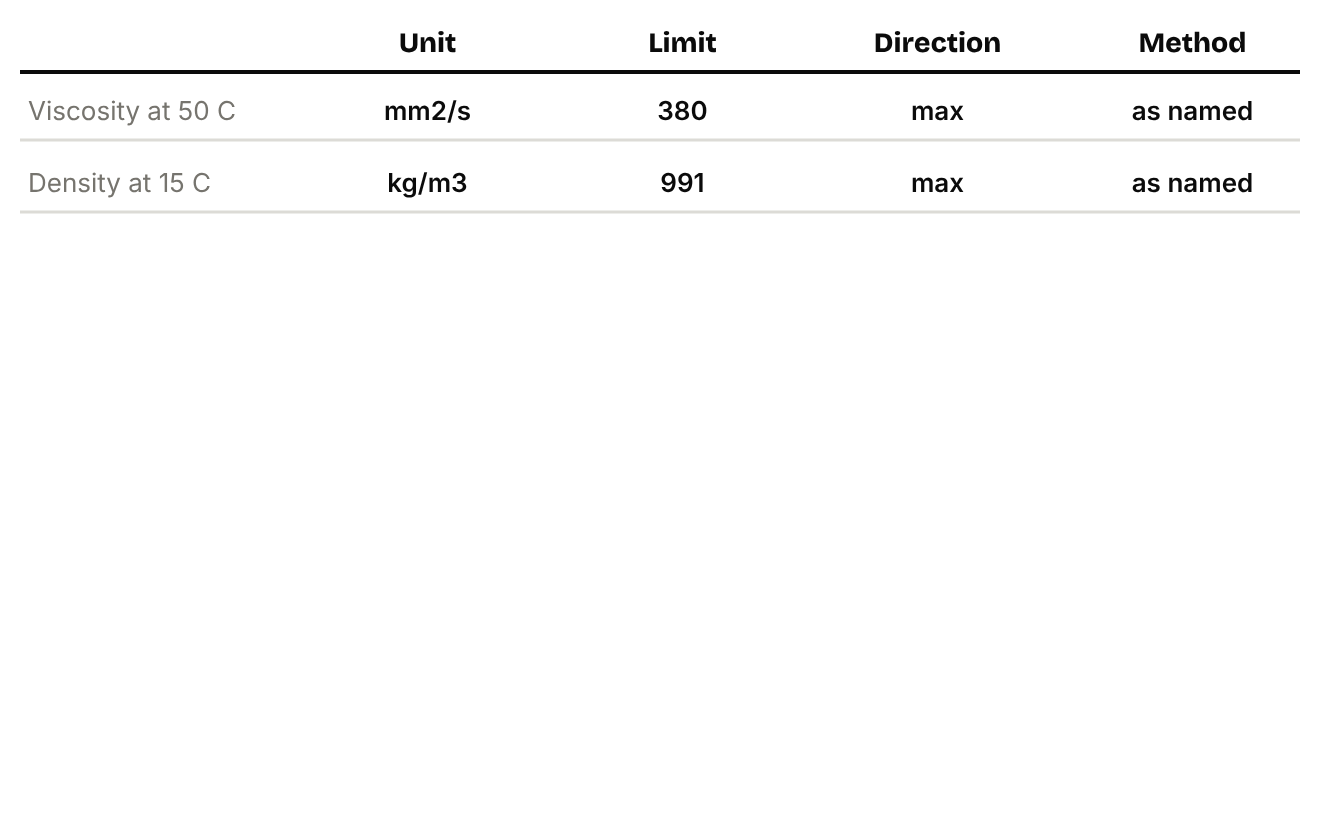 Unit Limit Direction Method
Viscosity at 50 C mm2/s 380 max as named
Density at 15 C kg/m3 991 max as named